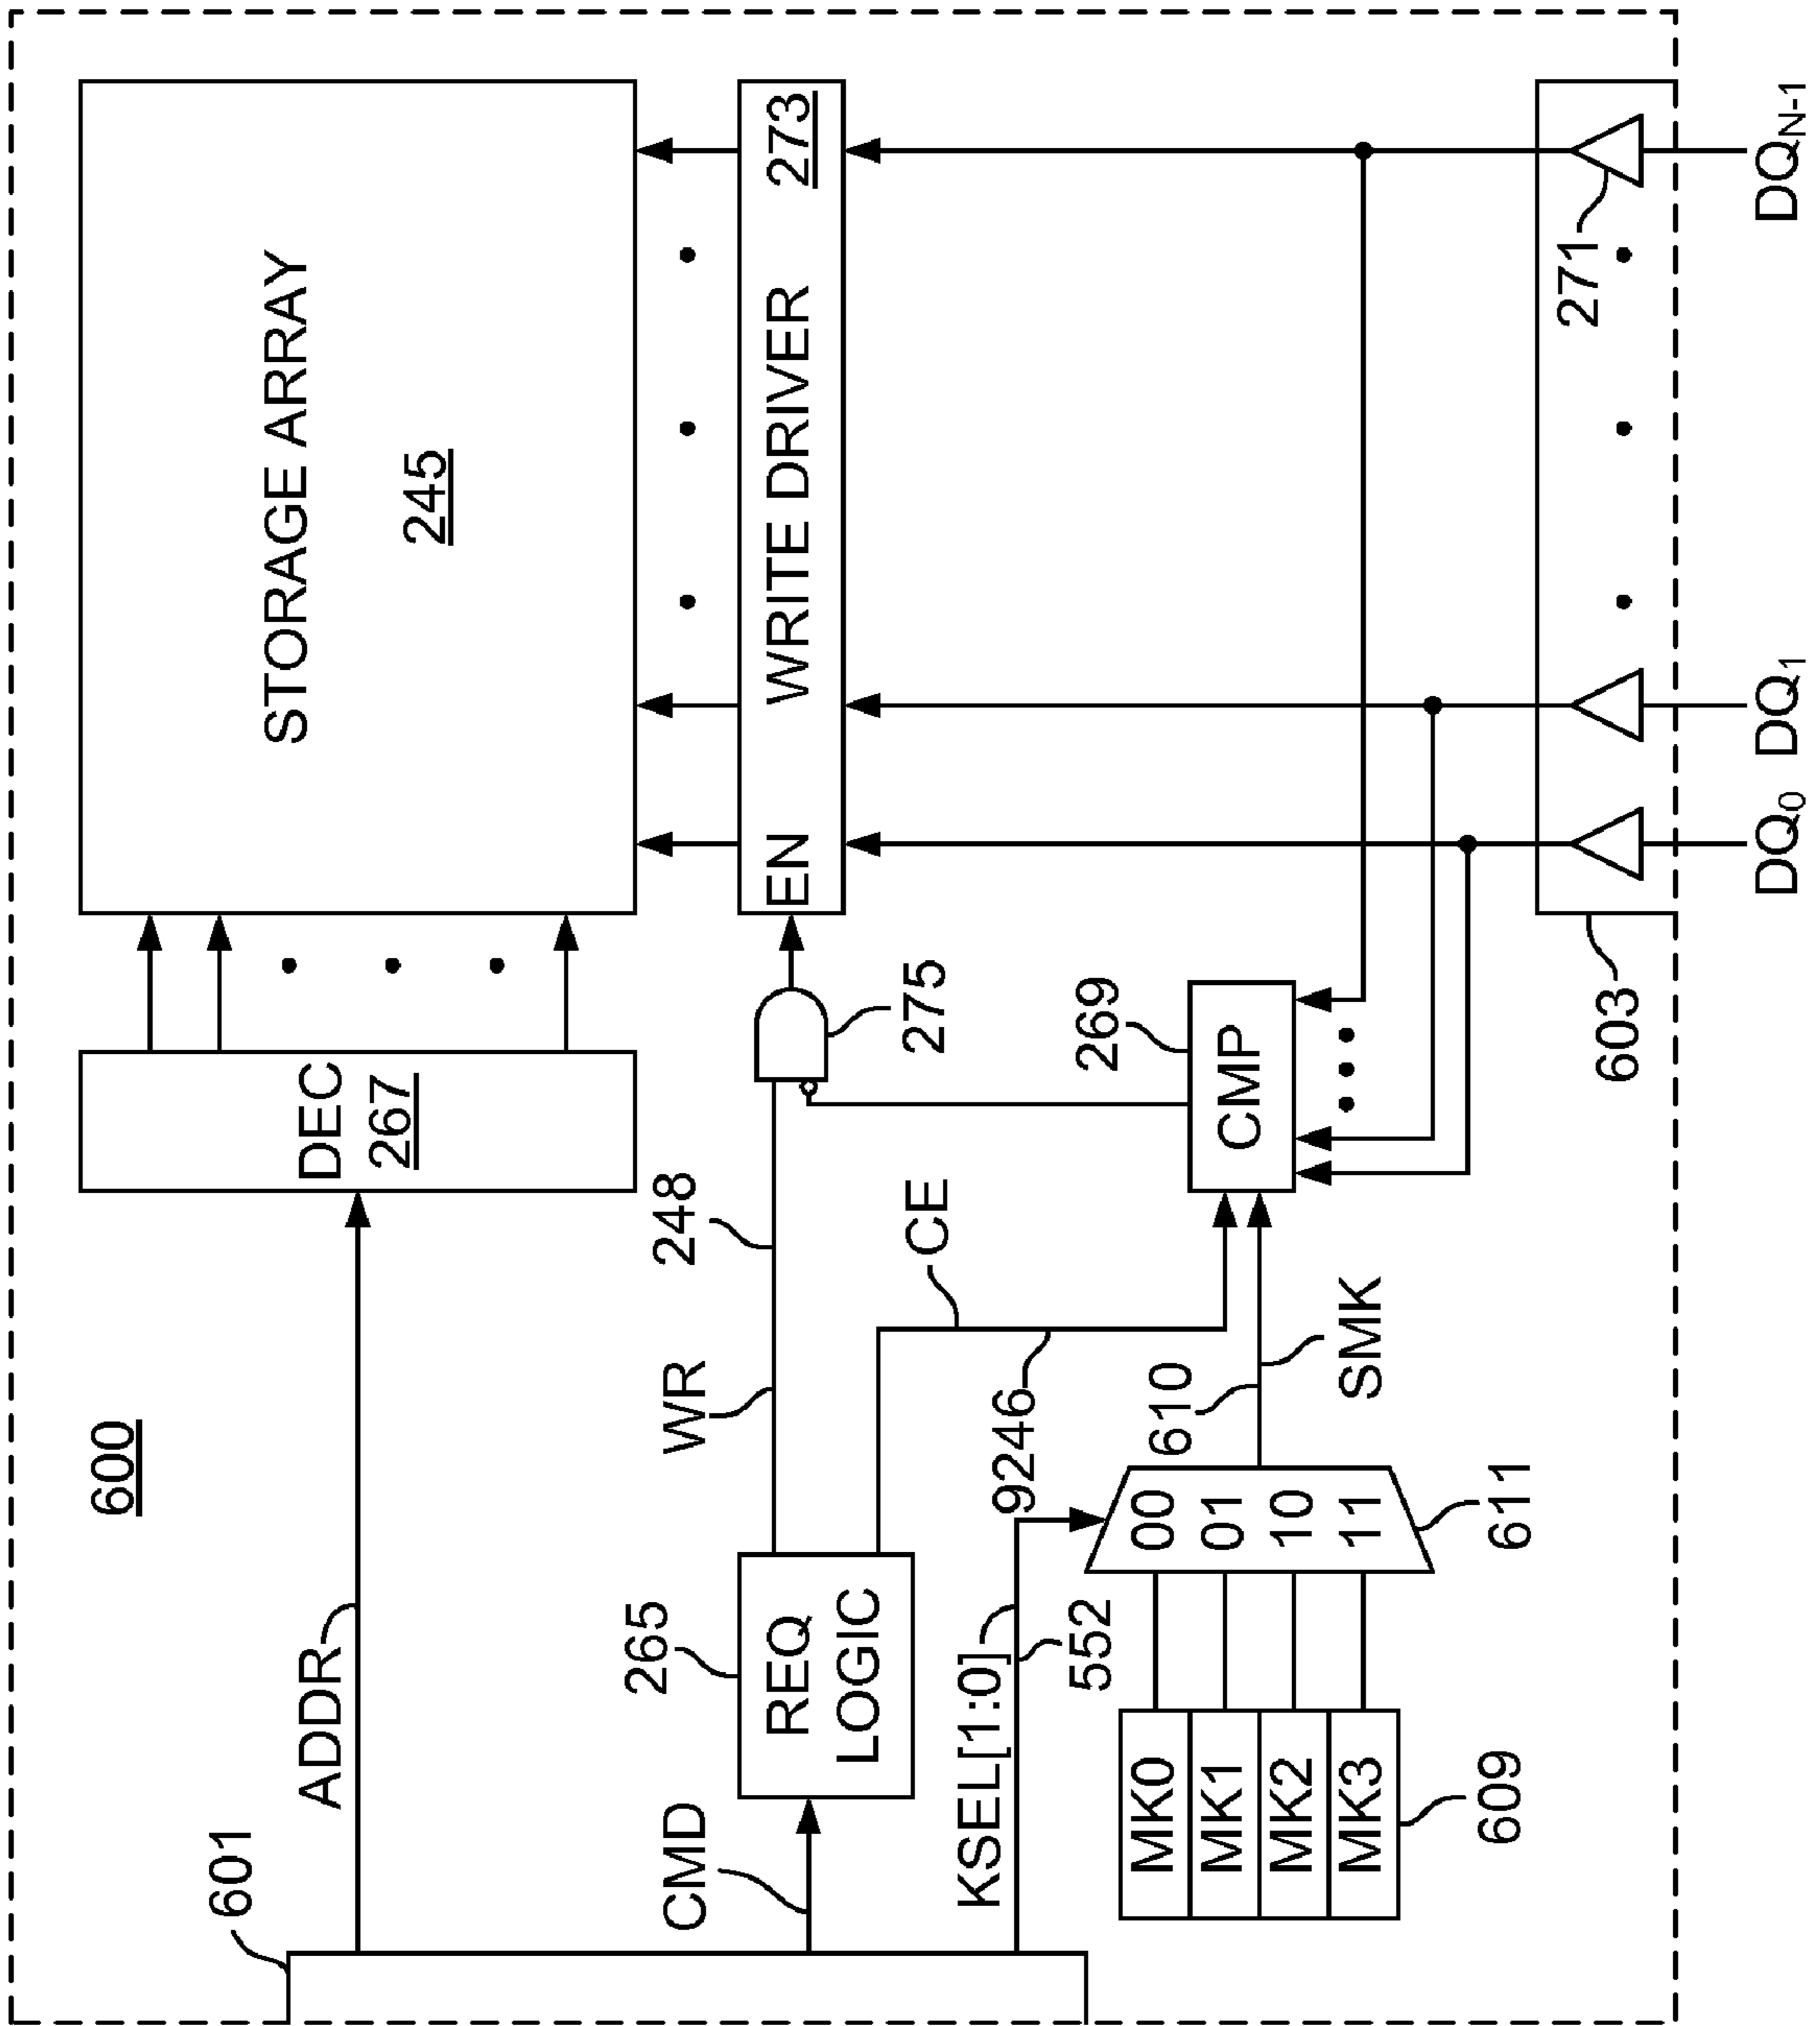 600
601
ADDR
DEC
267
STORAGE ARRAY
245
CMD
265
REQ
LOGIC
WR
248
275
EN
WRITE DRIVER
273
KSEL[1:0]
552
9246
CE
269
CMP
MK0
MK1
MK2
MK3
609
00
01
10
11
611
610
SMK
603
271
DQ0
DQ1
DQN-1